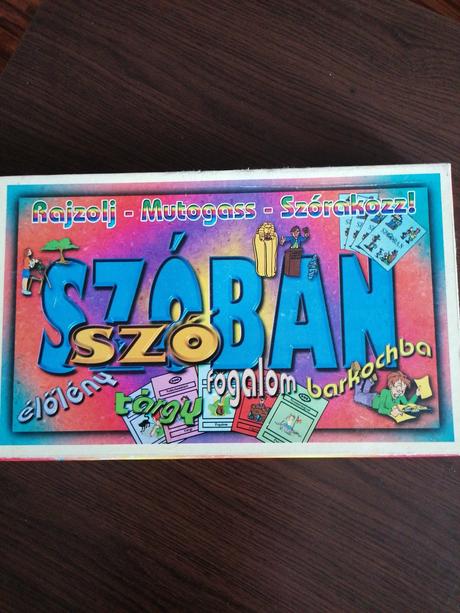 Rajzolj - Mutogass - Szórakozz!
SZÓBAN
SZÓ
élőlény tárgy fogalom barkochba